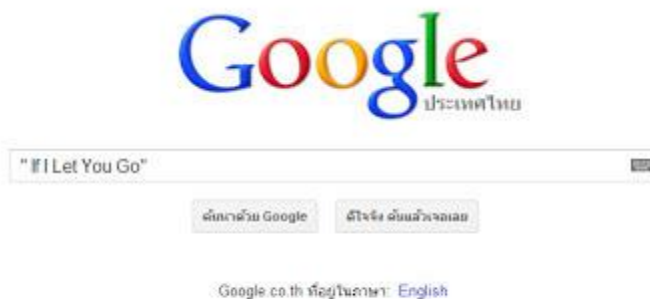 Google
ประเทศไทย
" If I Let You Go"
ค้นหาด้วย Google ดีใจจัง ค้นแล้วเจอเลย
Google.co.th ที่อยู่ในภาษา: English